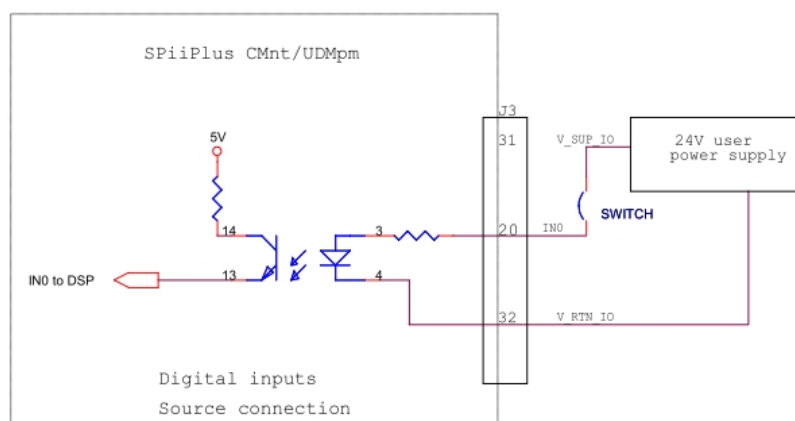 SPiiPlus CMnt/UDMpm
J3
5V
31
V_SUP_IO
24V user
power supply
SWITCH
14
3
20
IN0
IN0 to DSP
13
4
32
V_RTN_IO
Digital inputs
Source connection